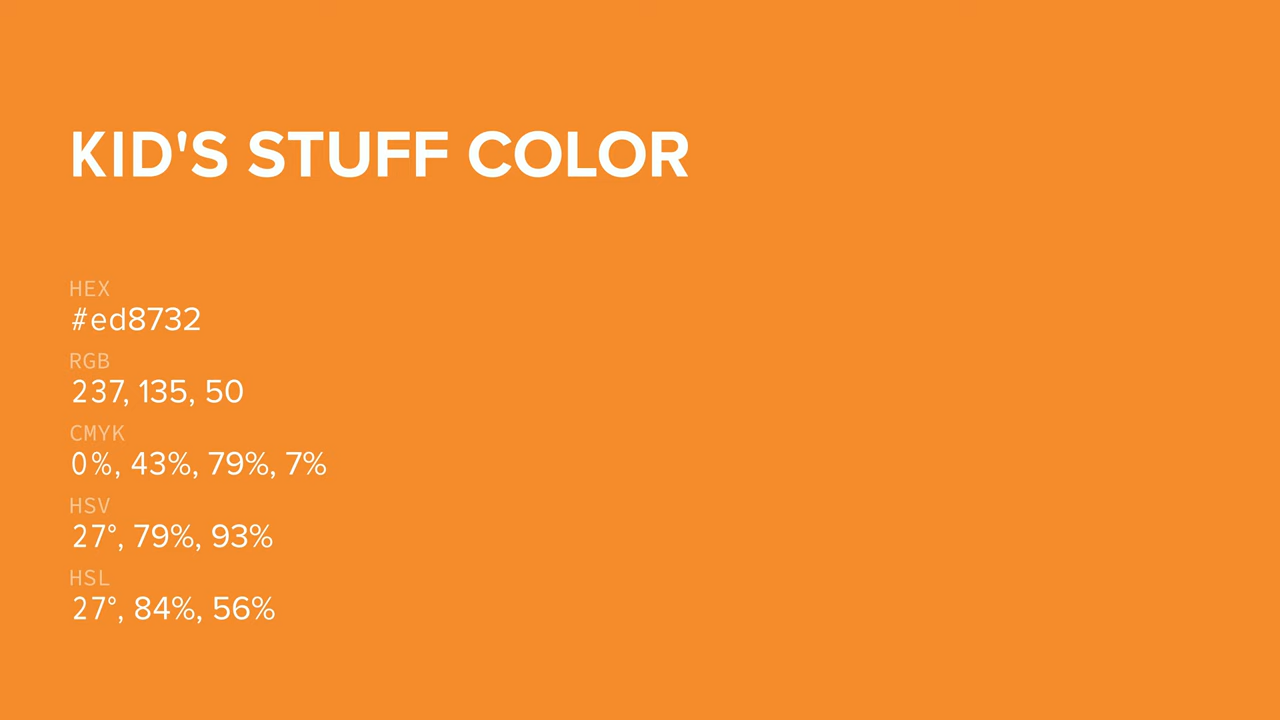 KID'S STUFF COLOR
HEX
#ed8732
RGB
237, 135, 50
CMYK
0%, 43%, 79%, 7%
HSV
27°, 79%, 93%
HSL
27°, 84%, 56%